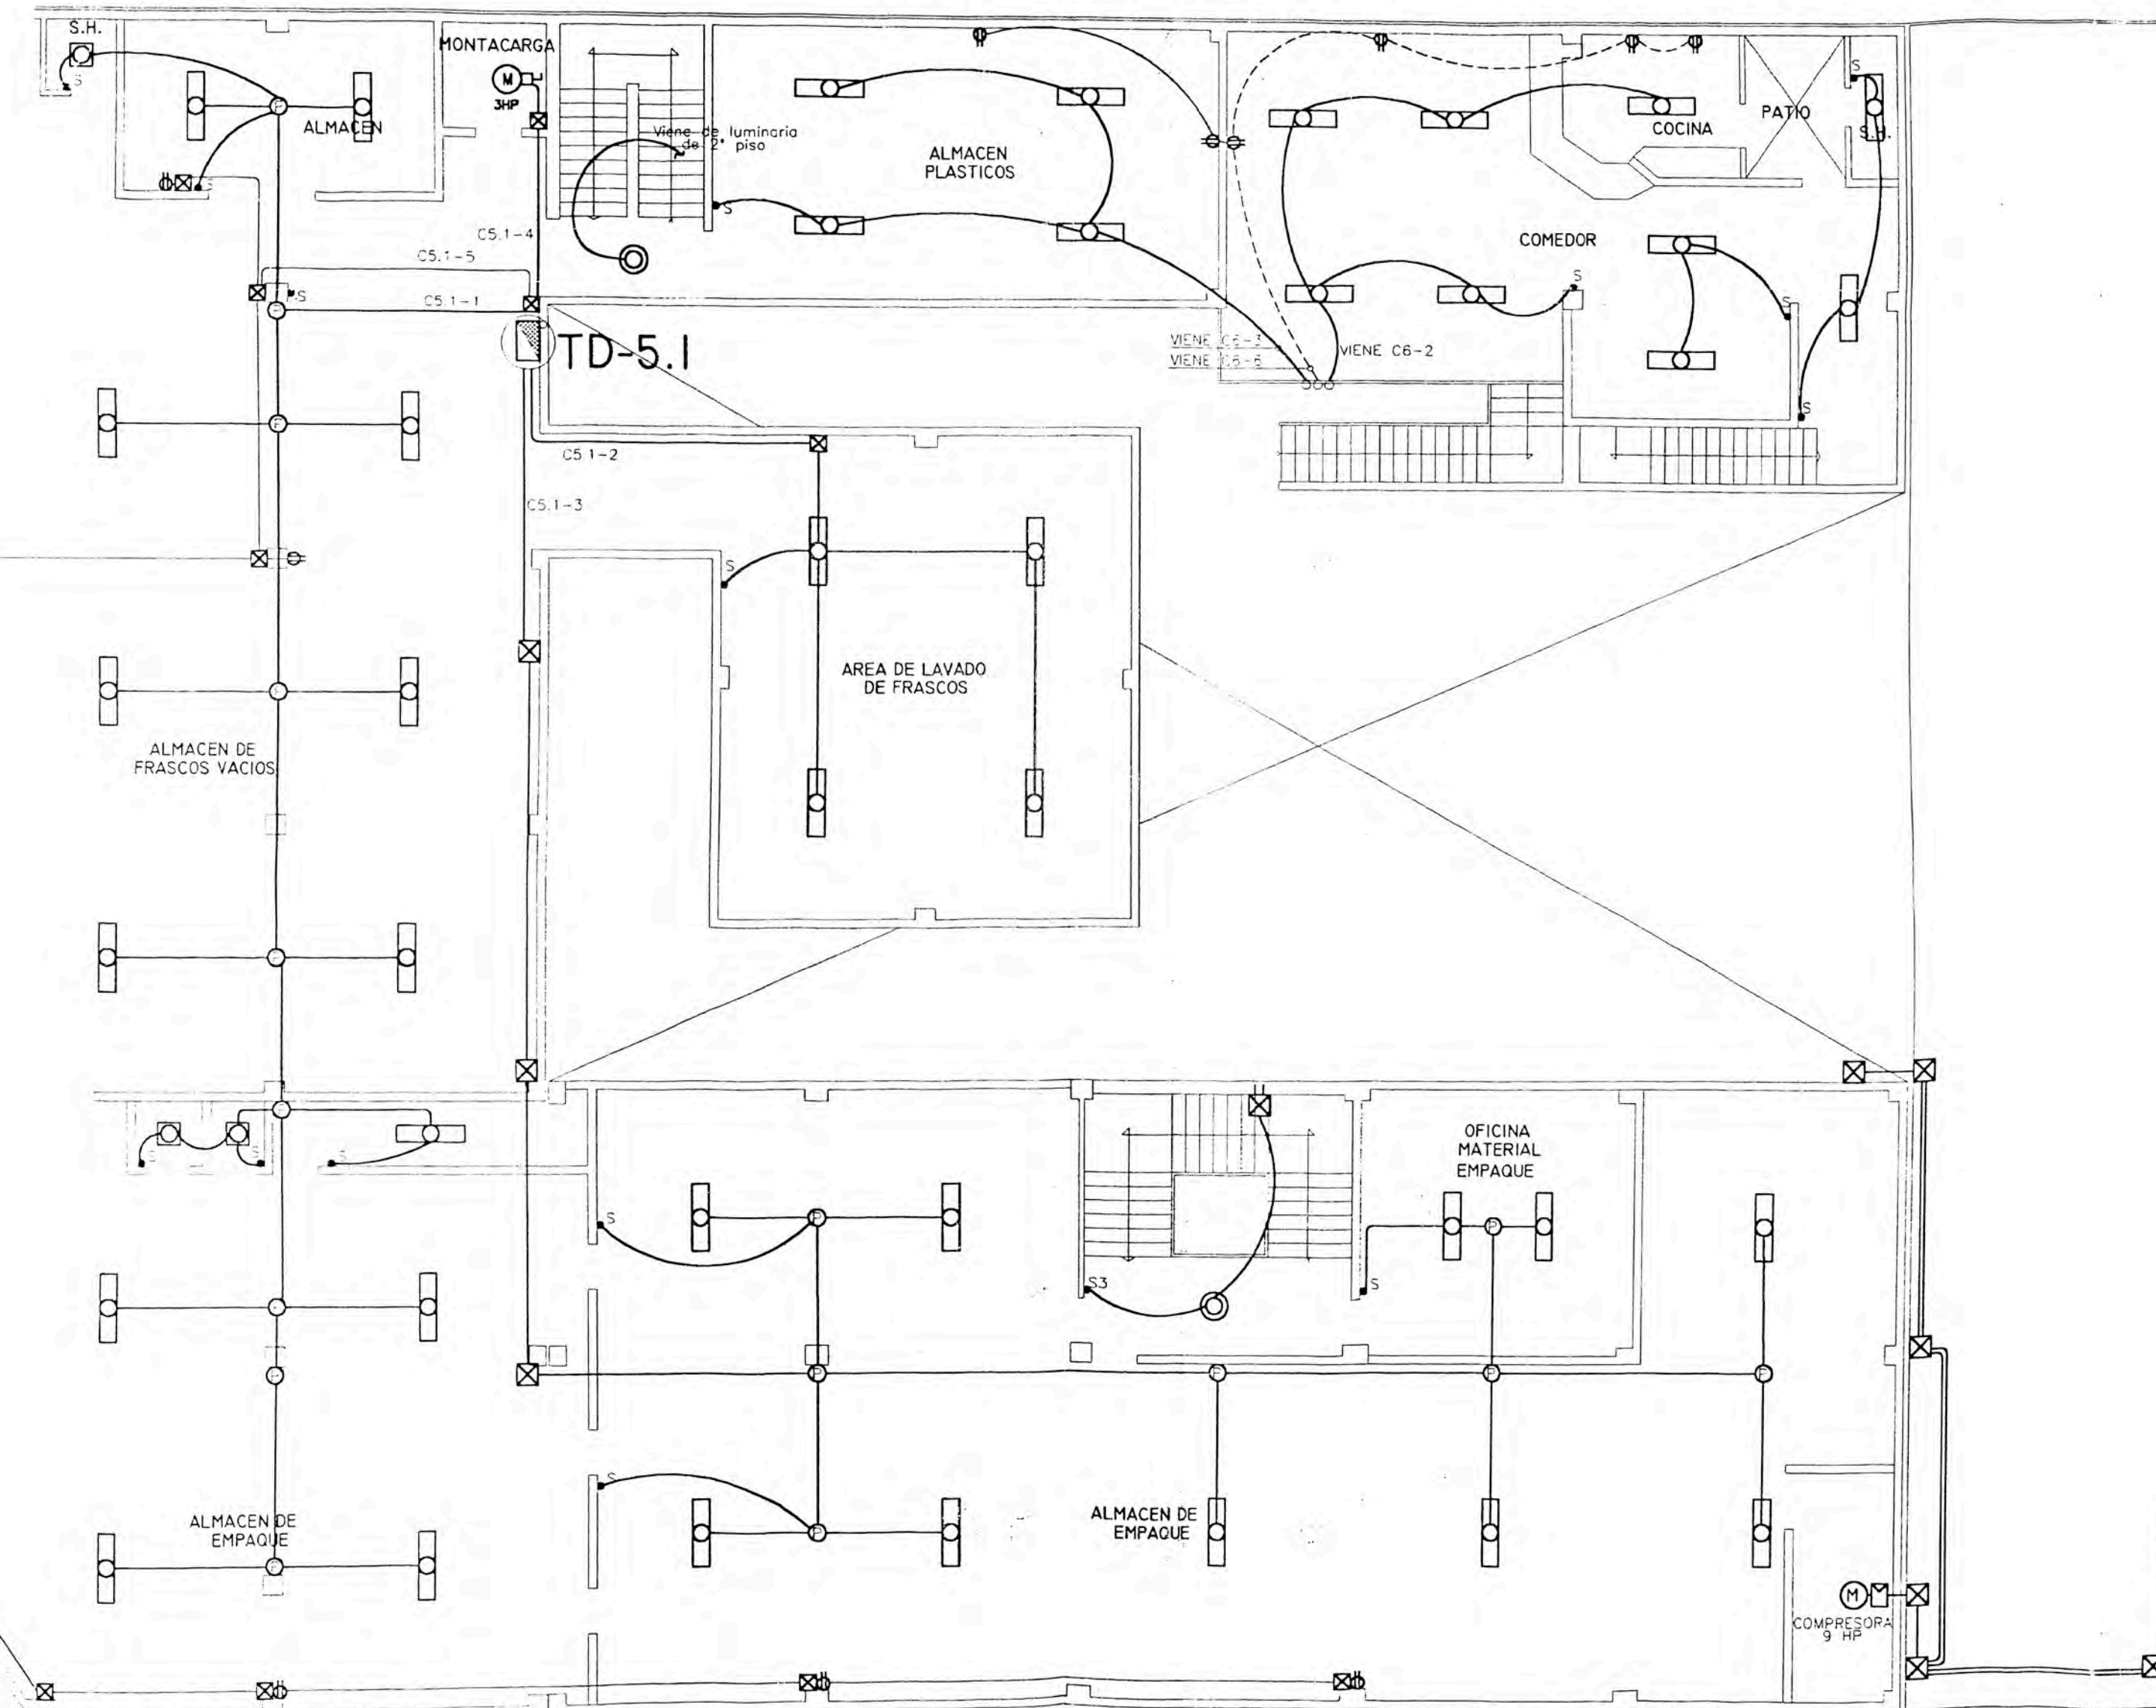 S.H.
MONTACARGA
M
3HP
S
P
ALMACEN
Viene de luminaria
de 2° piso
ALMACEN
PLASTICOS
S
S
COCINA
PATIO
S.H.
COMEDOR
S
S
S
C5.1-4
C5.1-5
C5.1-1
S
P
TD-5.1
VIENE C6-3
VIENE C6-6
VIENE C6-2
P
C5.1-2
C5.1-3
S
P
AREA DE LAVADO
DE FRASCOS
ALMACEN DE
FRASCOS VACIOS
P
P
S
S
S
OFICINA
MATERIAL
EMPAQUE
S
P
P
S3
S
P
P
P
P
P
P
S
P
P
ALMACEN DE
EMPAQUE
ALMACEN DE
EMPAQUE
M
COMPRESORA
9 HP